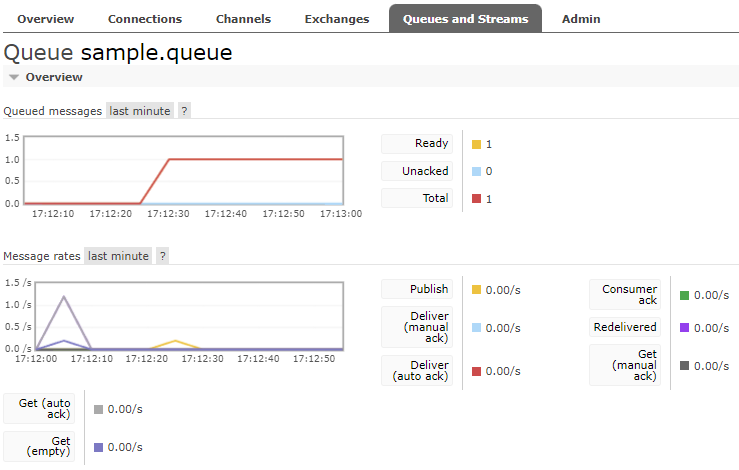 Overview Connections Channels Exchanges Queues and Streams Admin
Queue sample.queue
Overview
Queued messages last minute ?
1.5
1.0
0.5
0.0
17:12:10 17:12:20 17:12:30 17:12:40 17:12:50 17:13:00
Ready 1
Unacked 0
Total 1
Message rates last minute ?
1.5 /s
1.0 /s
0.5 /s
0.0 /s
17:12:00 17:12:10 17:12:20 17:12:30 17:12:40 17:12:50
Publish 0.00/s
Deliver
(manual
ack) 0.00/s
Deliver
(auto ack) 0.00/s
Consumer
ack 0.00/s
Redelivered 0.00/s
Get
(manual
ack) 0.00/s
Get (auto
ack) 0.00/s
Get
(empty) 0.00/s